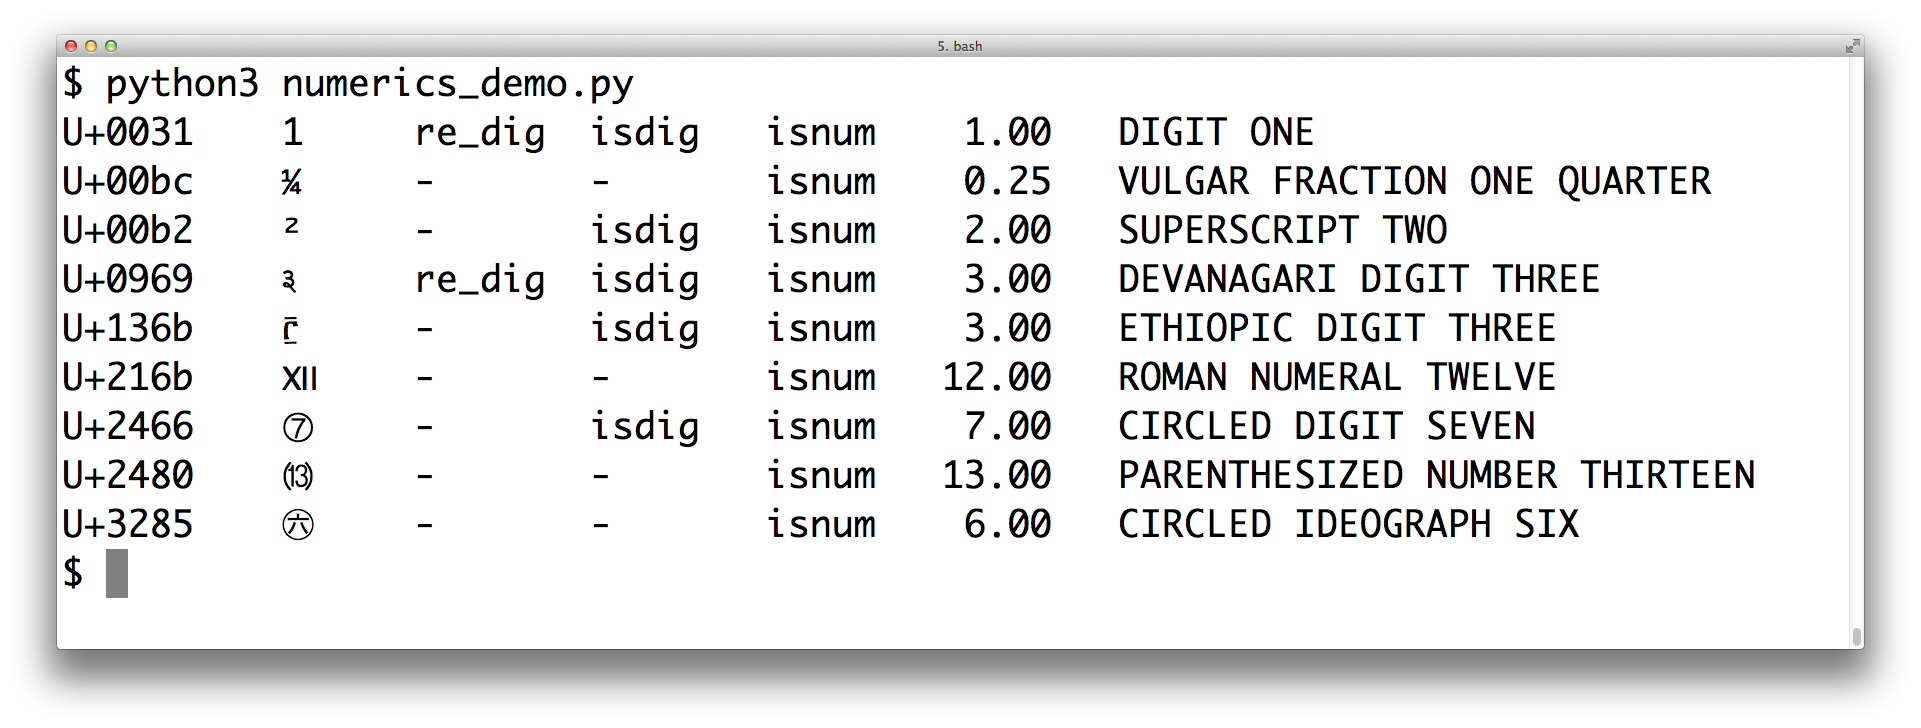 5. bash
$ python3 numerics_demo.py
U+0031 1 re_dig isdig isnum 1.00 DIGIT ONE
U+00bc ¼ - - isnum 0.25 VULGAR FRACTION ONE QUARTER
U+00b2 ² - isdig isnum 2.00 SUPERSCRIPT TWO
U+0969 ३ re_dig isdig isnum 3.00 DEVANAGARI DIGIT THREE
U+136b ፫ - isdig isnum 3.00 ETHIOPIC DIGIT THREE
U+216b Ⅻ - - isnum 12.00 ROMAN NUMERAL TWELVE
U+2466 ⑦ - isdig isnum 7.00 CIRCLED DIGIT SEVEN
U+2480 ⒀ - - isnum 13.00 PARENTHESIZED NUMBER THIRTEEN
U+3285 ㊅ - - isnum 6.00 CIRCLED IDEOGRAPH SIX
$